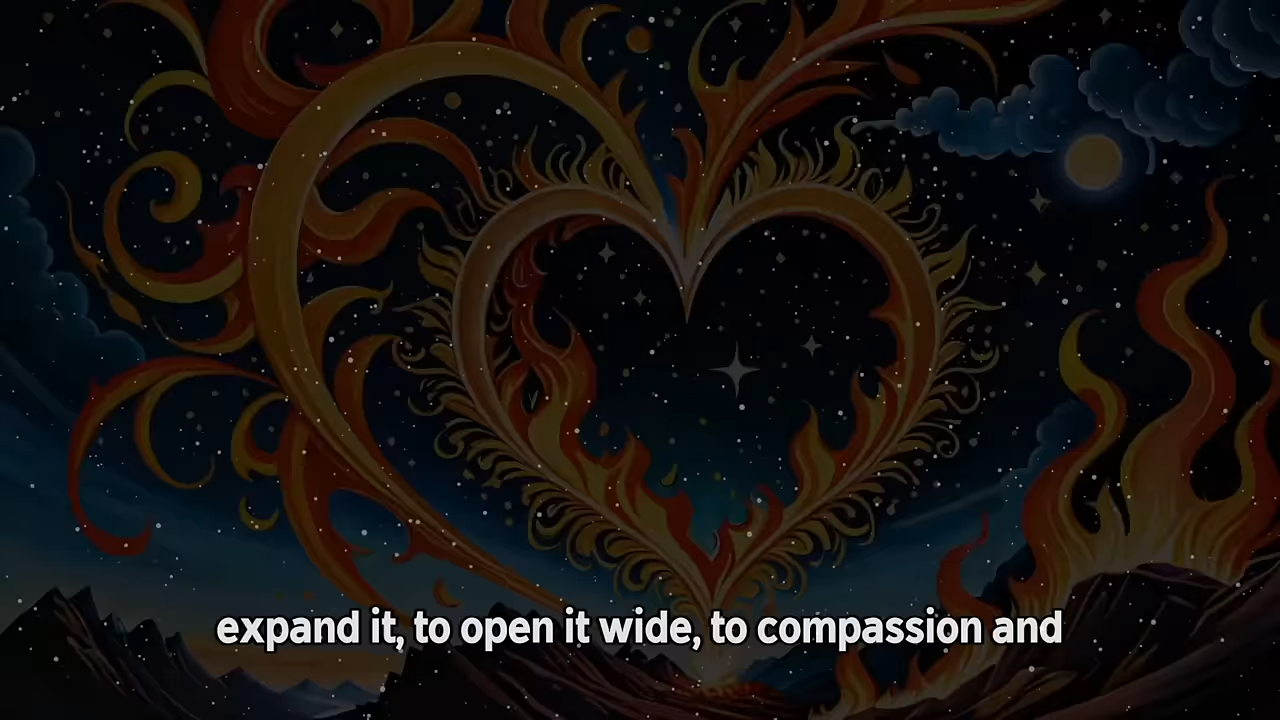 expand it, to open it wide, to compassion and